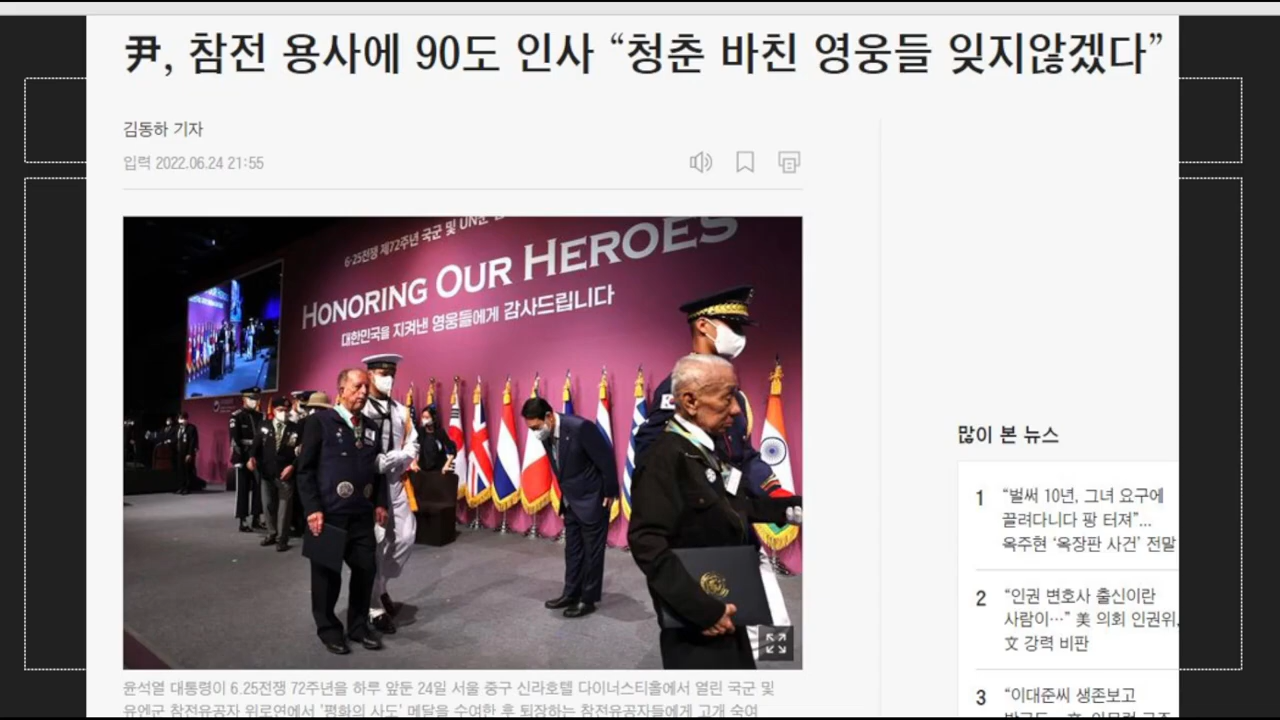 尹, 참전 용사에 90도 인사 “청춘 바친 영웅들 잊지않겠다”
김동하 기자
입력 2022.06.24 21:55
6·25전쟁 제72주년 국군 및 UN군
HONORING OUR HEROES
대한민국을 지켜낸 영웅들에게 감사드립니다
윤석열 대통령이 6.25전쟁 72주년을 하루 앞둔 24일 서울 중구 신라호텔 다이너스티홀에서 열린 국군 및
유엔군 참전유공자 위로연에서 '평화의 사도' 메달을 수여한 후 퇴장하는 참전유공자들에게 고개 숙여
많이 본 뉴스
1 “벌써 10년, 그녀 요구에
끌려다니다 팡 터져”...
옥주현 ‘옥장판 사건’ 전말
2 “인권 변호사 출신이란
사람이…” 美 의회 인권위,
文 강력 비판
3 “이대준씨 생존보고